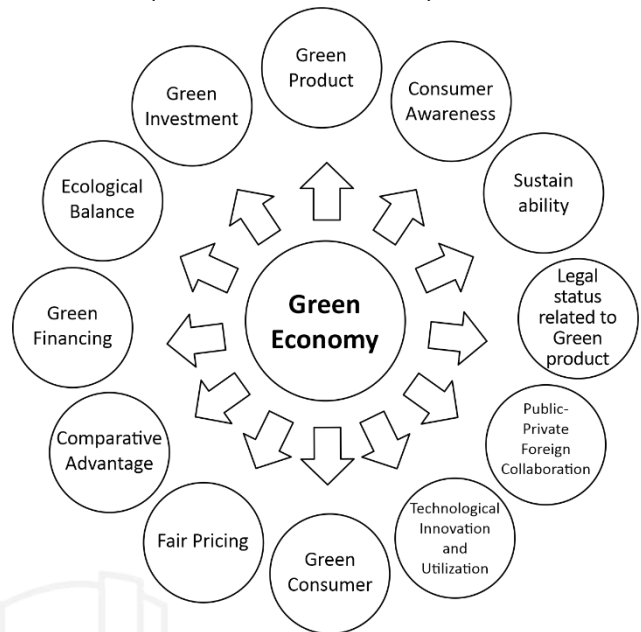 Green
Product
Consumer
Awareness
Sustain
ability
Legal
status
related to
Green
product
Public-
Private
Foreign
Collaboration
Technological
Innovation
and
Utilization
Green
Consumer
Fair Pricing
Comparative
Advantage
Green
Financing
Ecological
Balance
Green
Investment
Green
Economy